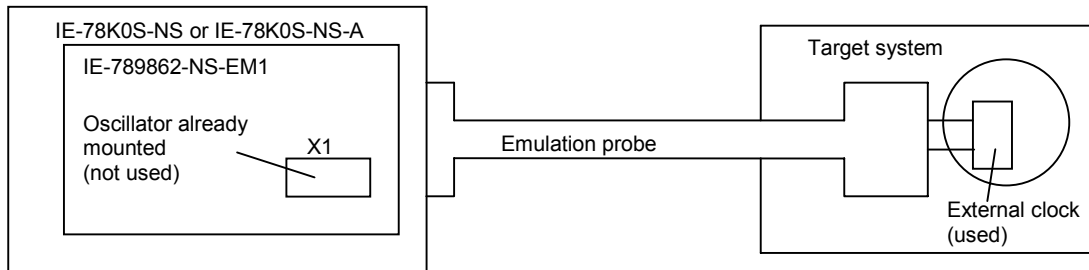 IE-78K0S-NS or IE-78K0S-NS-A
IE-789862-NS-EM1
Oscillator already
mounted
(not used)
X1
Emulation probe
Target system
External clock
(used)